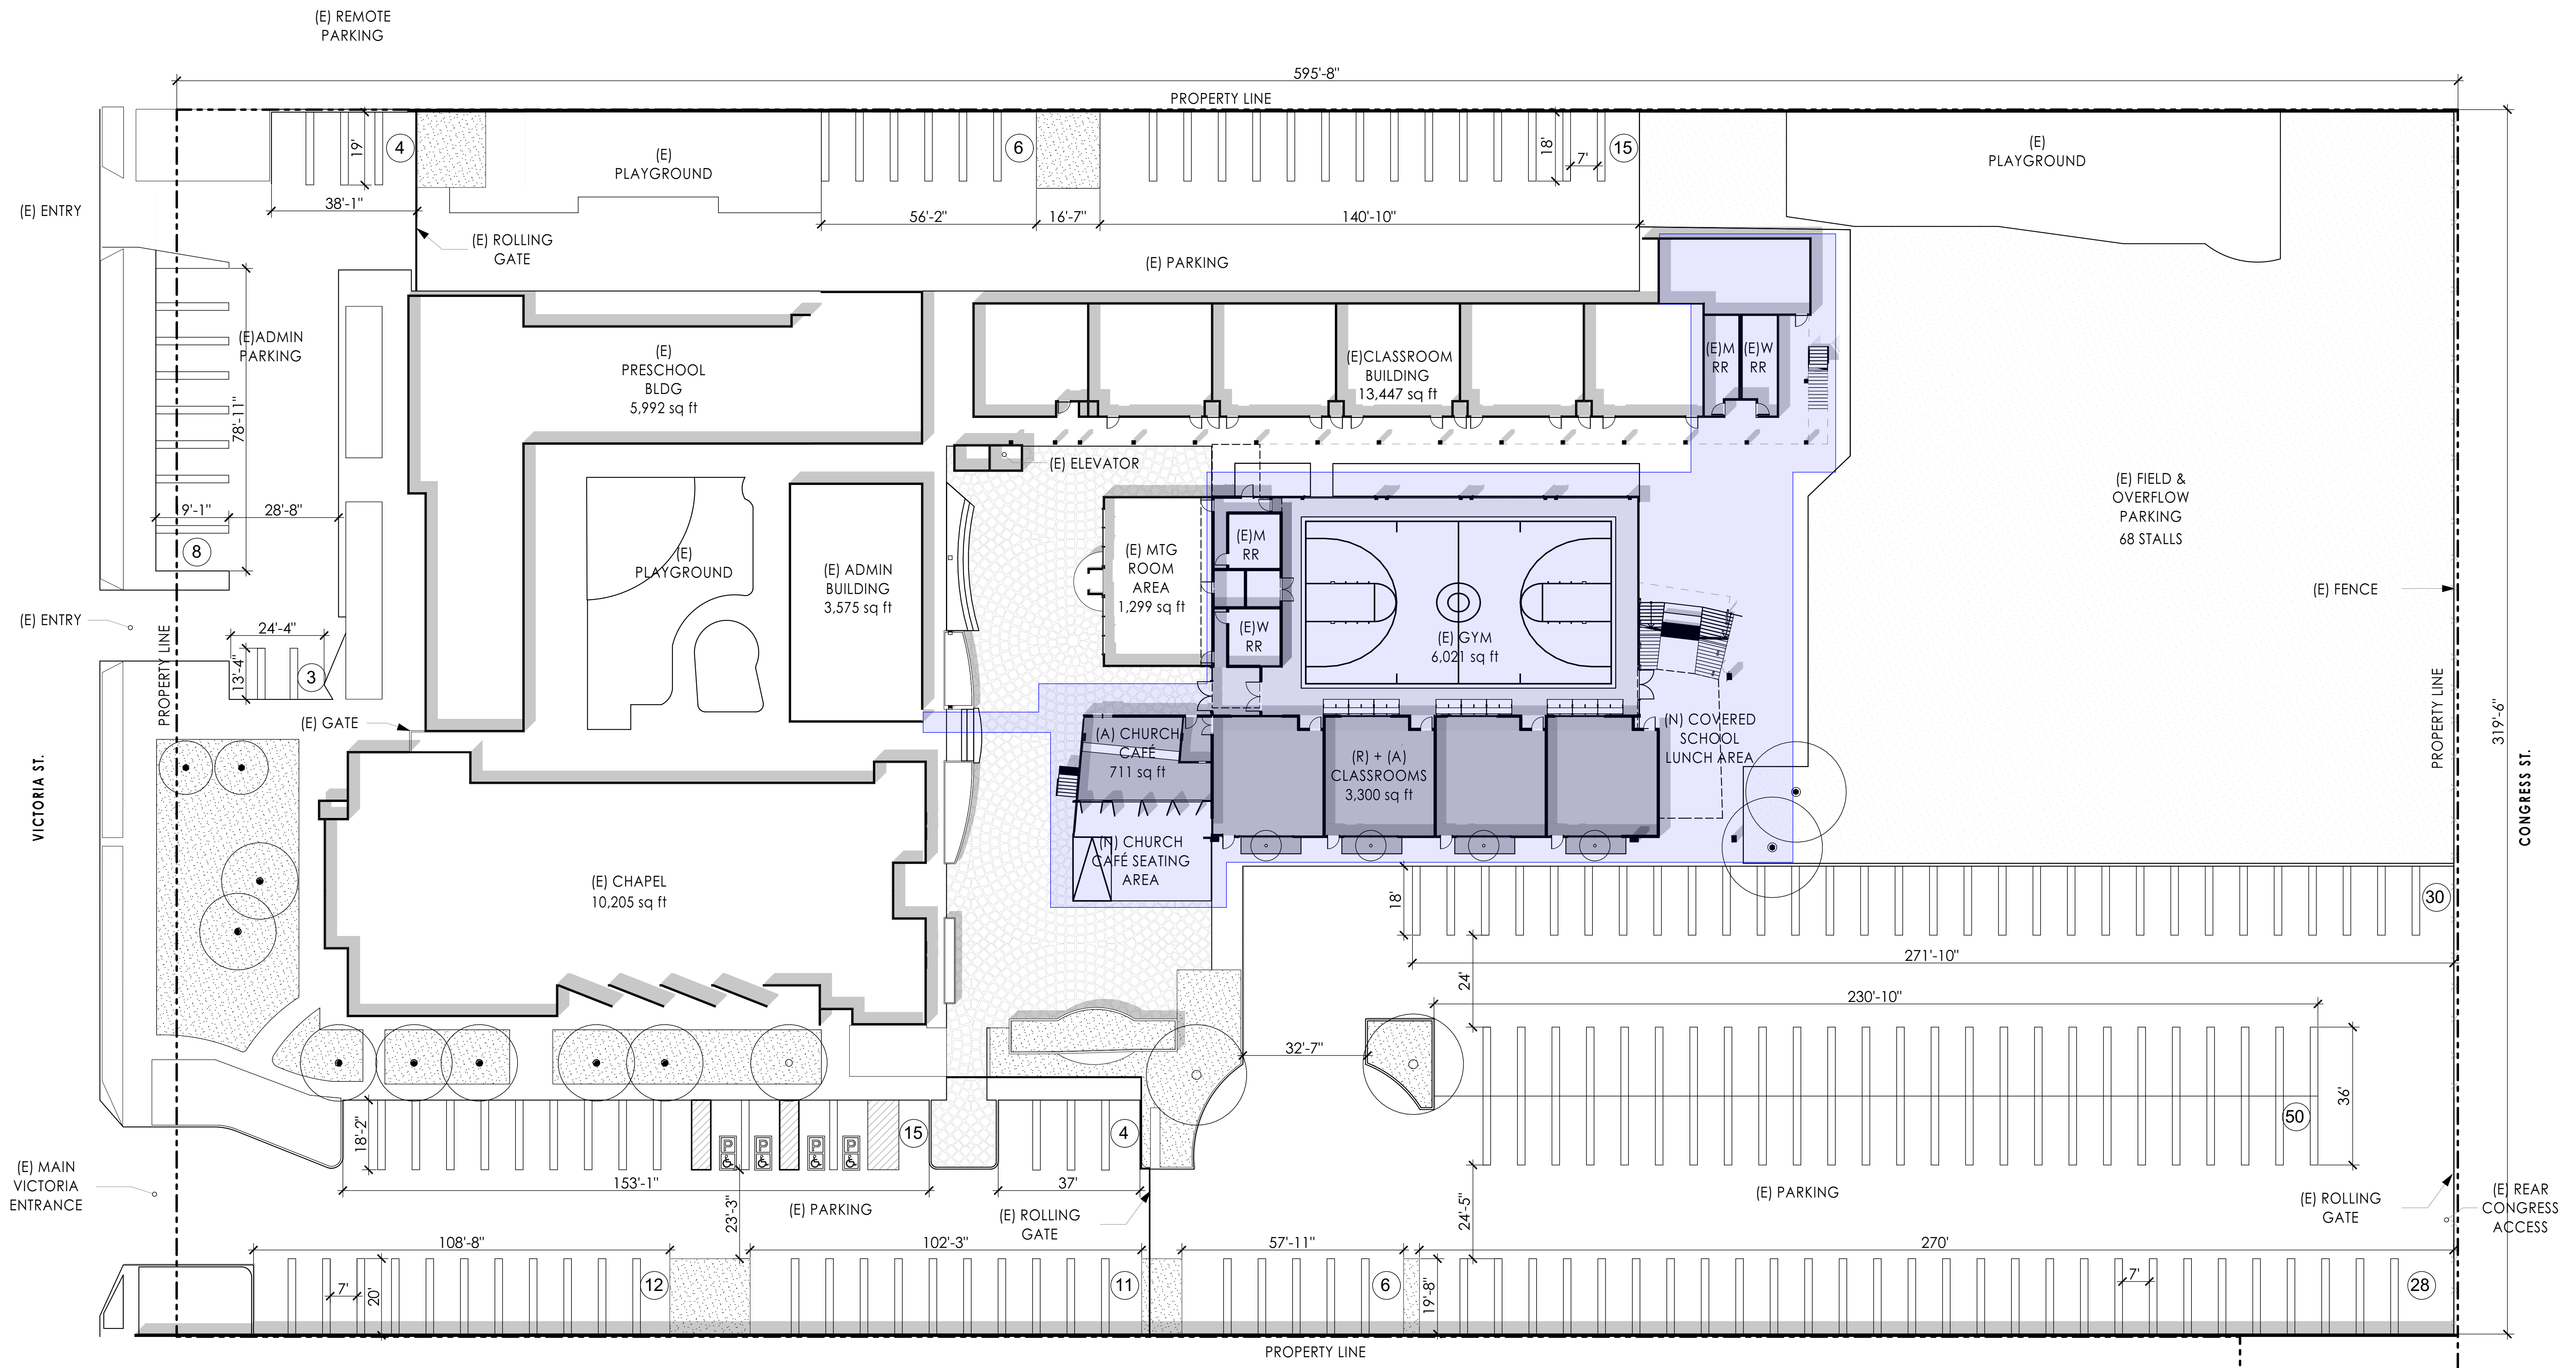 (E) REMOTE
PARKING
595'-8"
PROPERTY LINE
19'
4
(E)
PLAYGROUND
6
18'
7'
15
(E)
PLAYGROUND
(E) ENTRY
38'-1"
56'-2"
16'-7"
140'-10"
(E) ROLLING
GATE
(E) PARKING
(E)ADMIN
PARKING
78'-11"
(E)
PRESCHOOL
BLDG
5,992 sq ft
(E)CLASSROOM
BUILDING
13,447 sq ft
(E)M
RR
(E)W
RR
(E) ELEVATOR
9'-1"
28'-8"
8
(E)
PLAYGROUND
(E) ADMIN
BUILDING
3,575 sq ft
(E) MTG
ROOM
AREA
1,299 sq ft
(E)M
RR
(E)W
RR
(E) GYM
6,021 sq ft
(E) FIELD &
OVERFLOW
PARKING
68 STALLS
(E) FENCE
(E) ENTRY
24'-4"
13'-4"
3
PROPERTY LINE
(E) GATE
(A) CHURCH
CAFÉ
711 sq ft
(R) + (A)
CLASSROOMS
3,300 sq ft
(N) COVERED
SCHOOL
LUNCH AREA
PROPERTY LINE
319'-6"
VICTORIA ST.
CONGRESS ST.
(N) CHURCH
CAFÉ SEATING
AREA
(E) CHAPEL
10,205 sq ft
18'
30
271'-10"
24'
230'-10"
32'-7"
36'
50
18'-2"
P
P
P
P
15
4
(E) MAIN
VICTORIA
ENTRANCE
153'-1"
37'
23'-3"
(E) PARKING
(E) ROLLING
GATE
24'-5"
(E) PARKING
(E) ROLLING
GATE
(E) REAR
CONGRESS
ACCESS
108'-8"
102'-3"
57'-11"
270'
7'
20'
12
11
6
19'-8"
7'
28
PROPERTY LINE